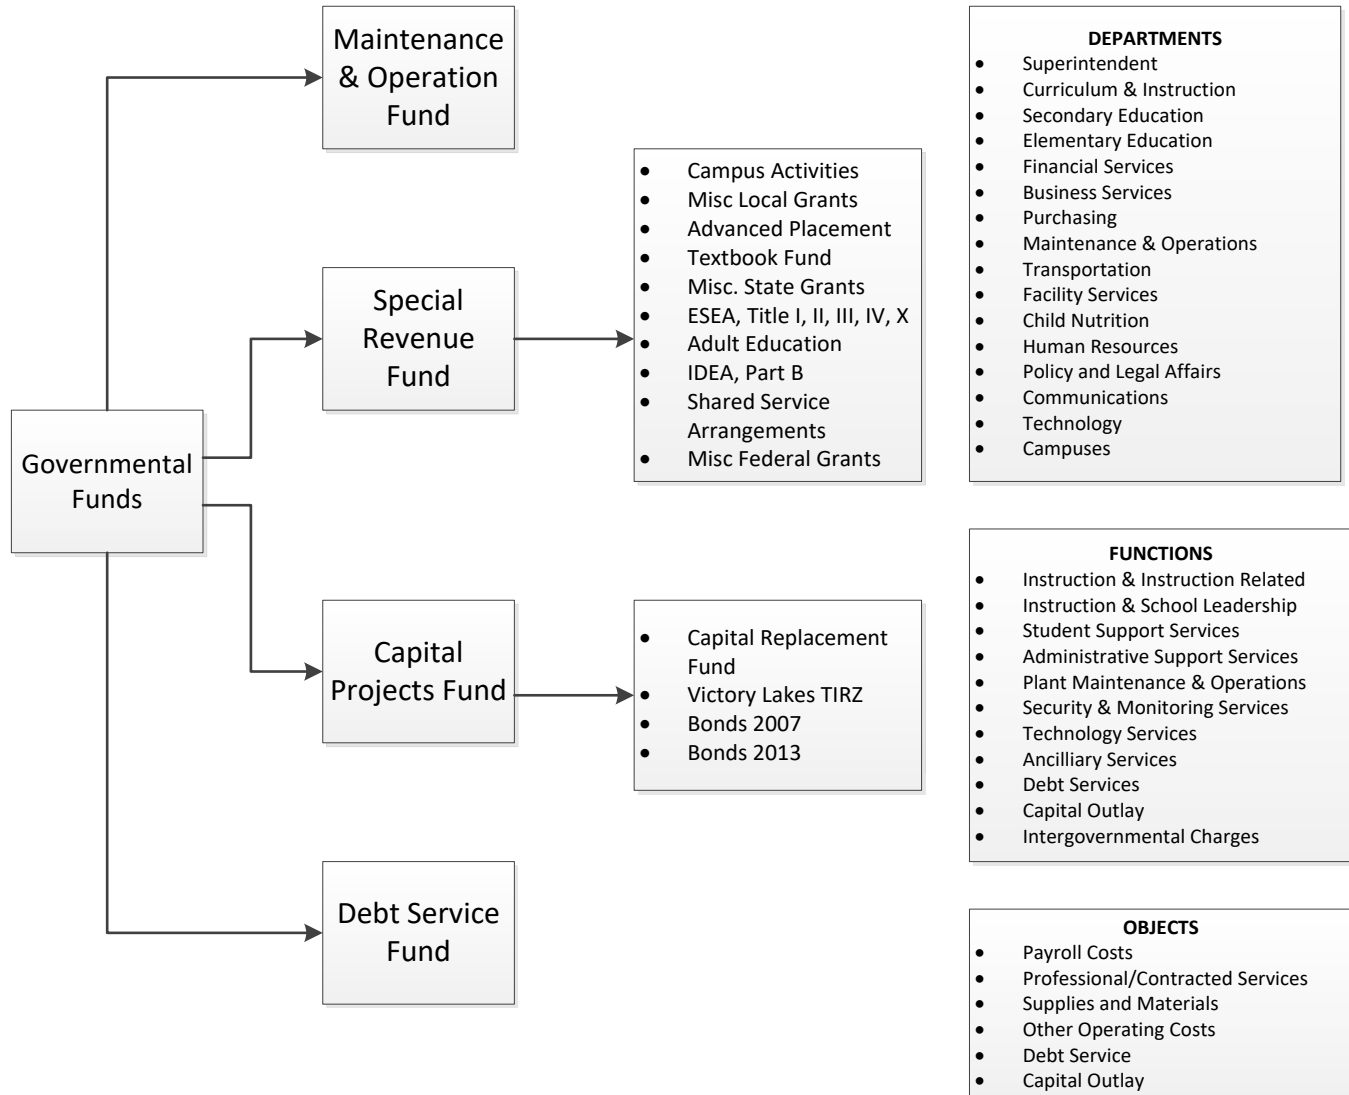 Maintenance
& Operation
Fund
Special
Revenue
Fund
Governmental
Funds
Capital
Projects Fund
Debt Service
Fund
• Campus Activities
• Misc Local Grants
• Advanced Placement
• Textbook Fund
• Misc. State Grants
• ESEA, Title I, II, III, IV, X
• Adult Education
• IDEA, Part B
• Shared Service
Arrangements
• Misc Federal Grants
• Capital Replacement
Fund
• Victory Lakes TIRZ
• Bonds 2007
• Bonds 2013
DEPARTMENTS
• Superintendent
• Curriculum & Instruction
• Secondary Education
• Elementary Education
• Financial Services
• Business Services
• Purchasing
• Maintenance & Operations
• Transportation
• Facility Services
• Child Nutrition
• Human Resources
• Policy and Legal Affairs
• Communications
• Technology
• Campuses
FUNCTIONS
• Instruction & Instruction Related
• Instruction & School Leadership
• Student Support Services
• Administrative Support Services
• Plant Maintenance & Operations
• Security & Monitoring Services
• Technology Services
• Ancilliary Services
• Debt Services
• Capital Outlay
• Intergovernmental Charges
OBJECTS
• Payroll Costs
• Professional/Contracted Services
• Supplies and Materials
• Other Operating Costs
• Debt Service
• Capital Outlay